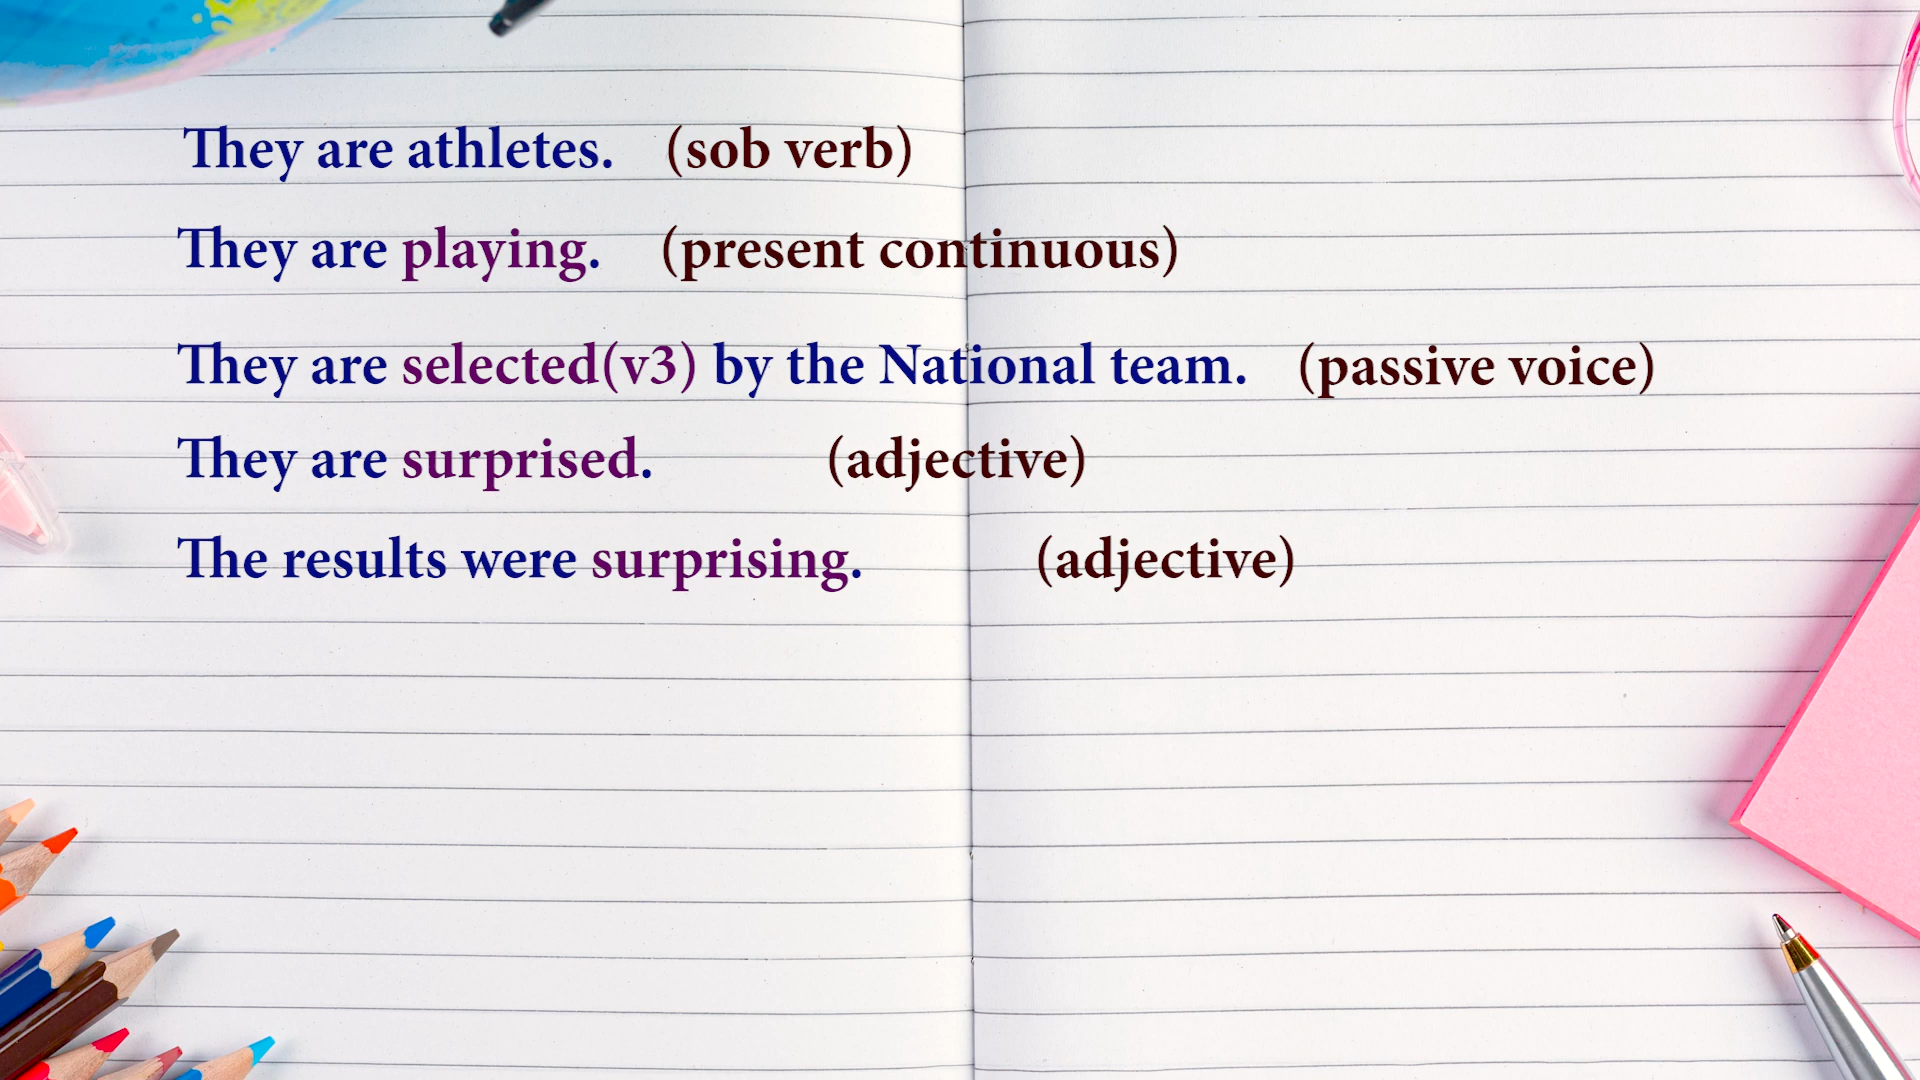 They are athletes. (sob verb)
They are playing. (present continuous)
They are selected(v3) by the National team. (passive voice)
They are surprised. (adjective)
The results were surprising. (adjective)